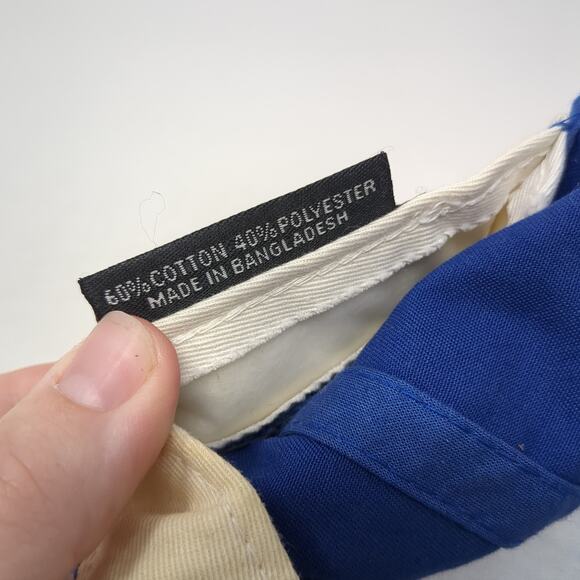 60% COTTON 40% POLYESTER
MADE IN BANGLADESH